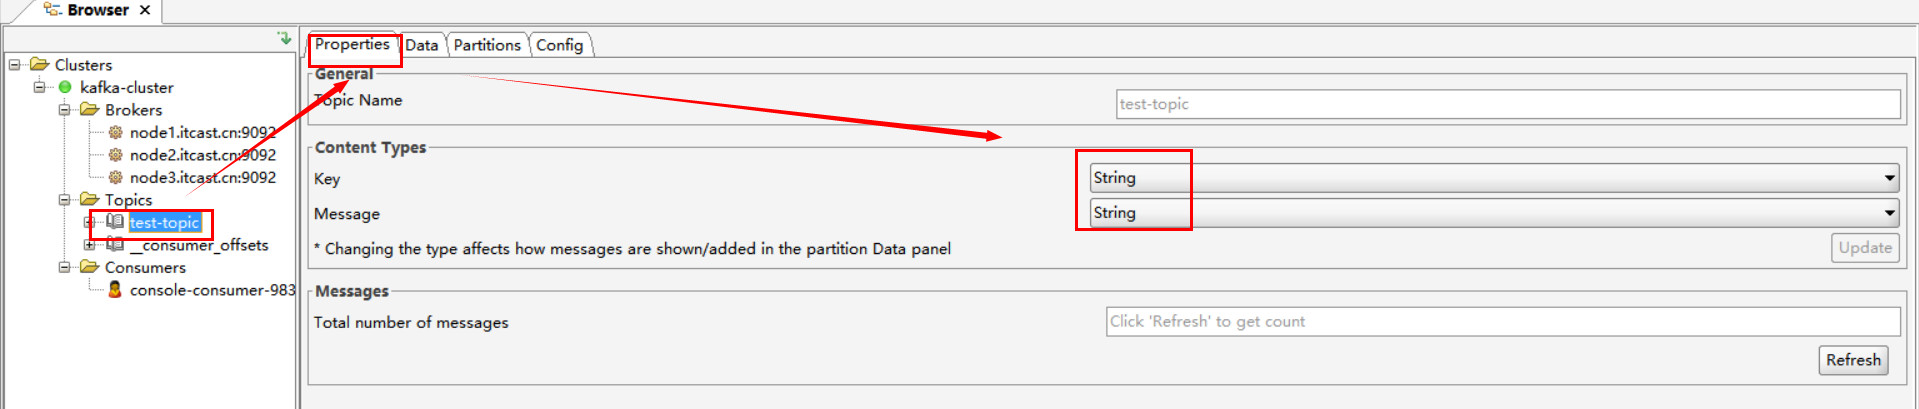 Browser
Properties Data Partitions Config
Clusters
kafka-cluster
Brokers
node1.itcast.cn:9092
node2.itcast.cn:9092
node3.itcast.cn:9092
Topics
test-topic
__consumer_offsets
Consumers
console-consumer-983
General
Topic Name test-topic
Content Types
Key String
Message String
* Changing the type affects how messages are shown/added in the partition Data panel
Update
Messages
Total number of messages Click 'Refresh' to get count
Refresh